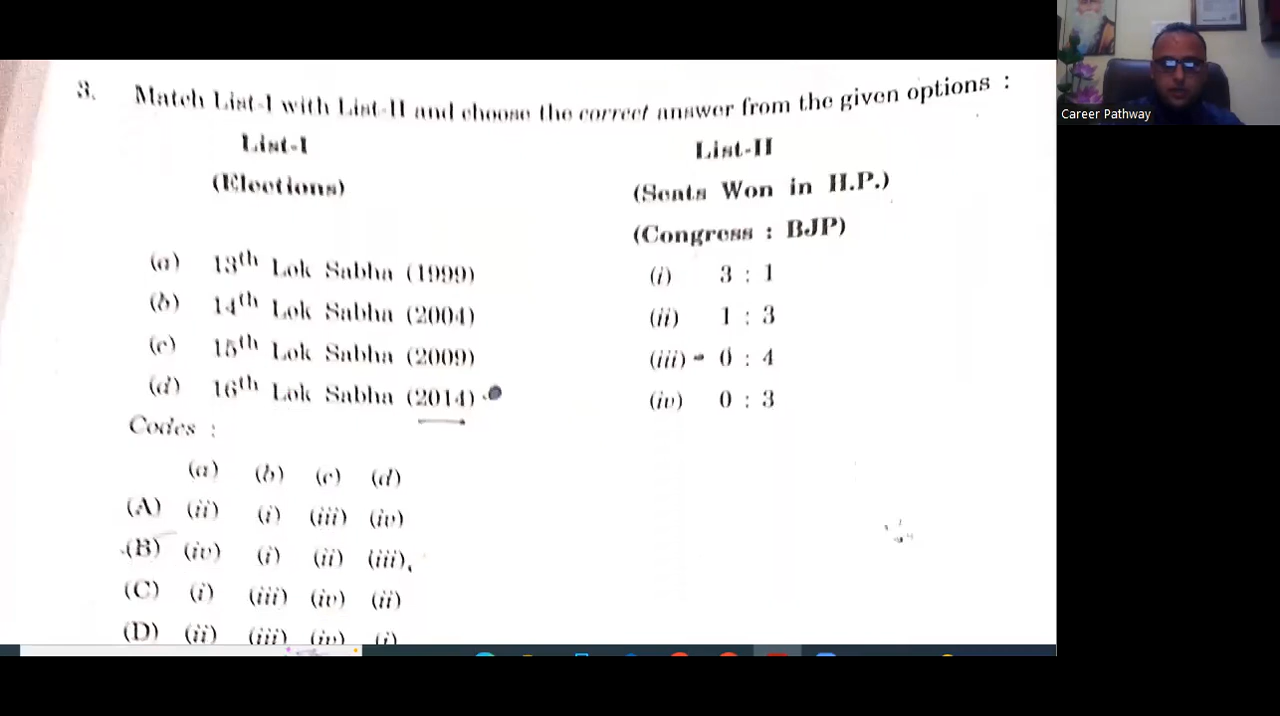 3. Match List-I with List-II and choose the correct answer from the given options :
List-I List-II
(Elections) (Seats Won in H.P.)
(Congress : BJP)
(a) 13th Lok Sabha (1999) (i) 3 : 1
(b) 14th Lok Sabha (2004) (ii) 1 : 3
(c) 15th Lok Sabha (2009) (iii) 0 : 4
(d) 16th Lok Sabha (2014) (iv) 0 : 3
Codes :
(a) (b) (c) (d)
(A) (ii) (i) (iii) (iv)
(B) (iv) (i) (ii) (iii)
(C) (i) (iii) (iv) (ii)
(D) (ii) (iii) (iv) (i)
Career Pathway